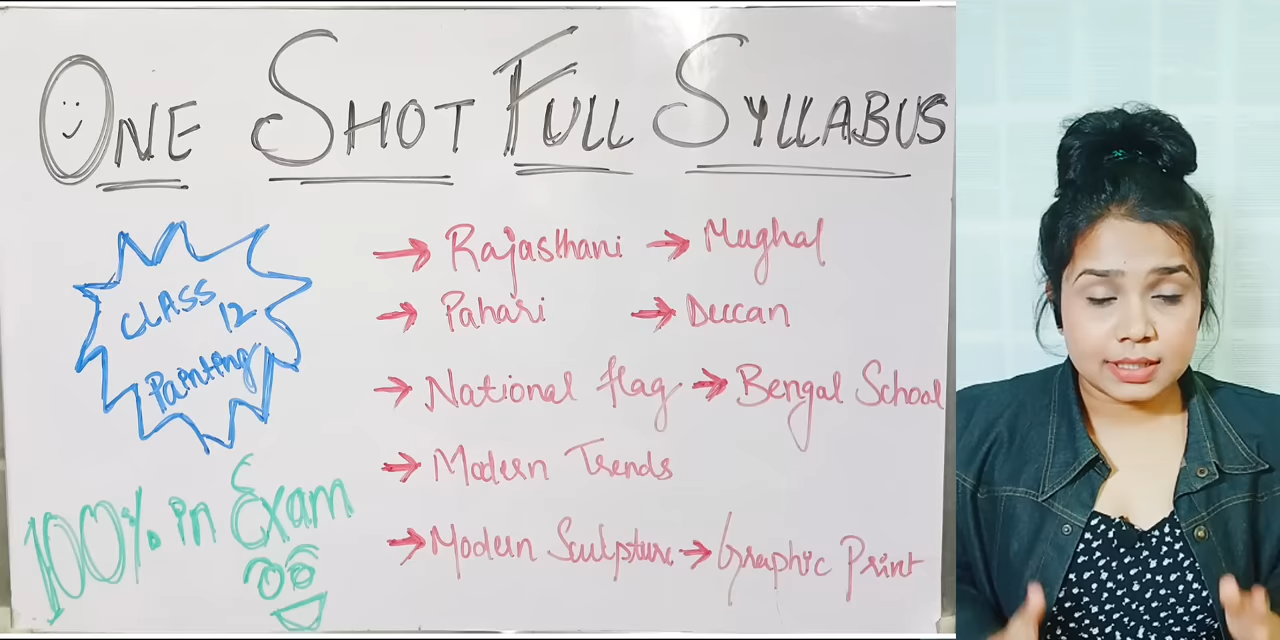 ONE SHOT FULL SYLLABUS
CLASS 12
Painting
→ Rajasthani → Mughal
→ Pahari → Deccan
→ National flag → Bengal School
→ Modern Trends
→ Modern Sculpture → Graphic Print
100% in Exam